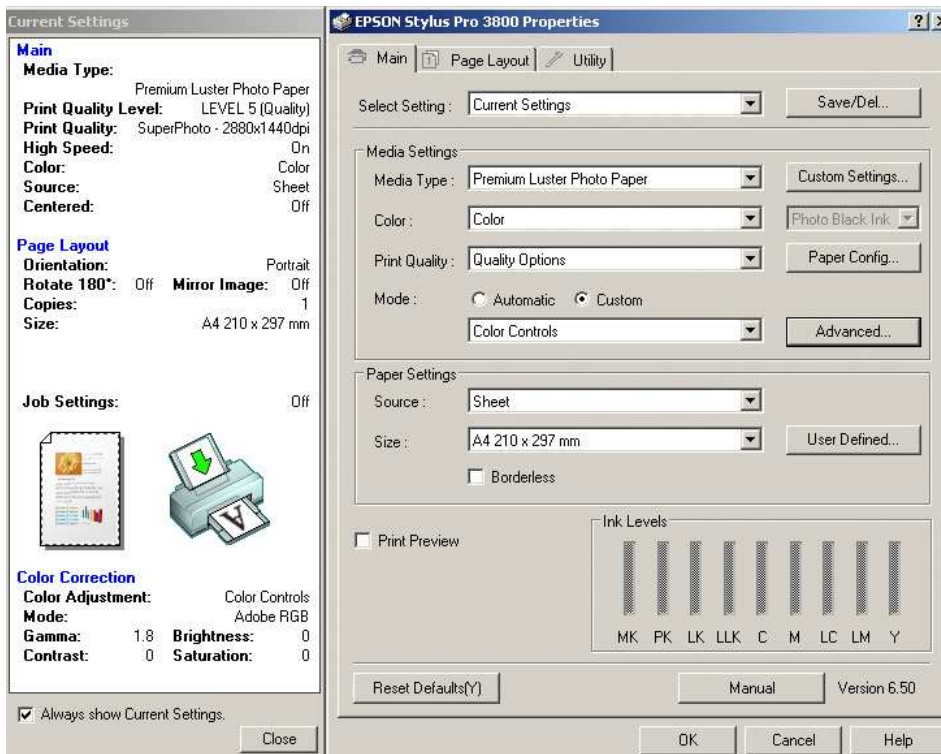 Current Settings
Main
Media Type:
Premium Luster Photo Paper
Print Quality Level: LEVEL 5 (Quality)
Print Quality: SuperPhoto - 2880x1440dpi
High Speed: On
Color: Color
Source: Sheet
Centered: Off
Page Layout
Orientation: Portrait
Rotate 180°: Off Mirror Image: Off
Copies: 1
Size: A4 210 x 297 mm
Job Settings: Off
A
Color Correction
Color Adjustment: Color Controls
Mode: Adobe RGB
Gamma: 1.8 Brightness: 0
Contrast: 0 Saturation: 0
Always show Current Settings.
Close
EPSON Stylus Pro 3800 Properties
Main Page Layout Utility
Select Setting : Current Settings Save/Del...
Media Settings
Media Type : Premium Luster Photo Paper Custom Settings...
Color : Color Photo Black Ink
Print Quality : Quality Options Paper Config...
Mode : Automatic Custom
Color Controls Advanced...
Paper Settings
Source : Sheet
Size : A4 210 x 297 mm User Defined...
Borderless
Print Preview
Ink Levels
MK PK LK LLK C M LC LM Y
Reset Defaults(Y) Manual Version 6.50
OK Cancel Help